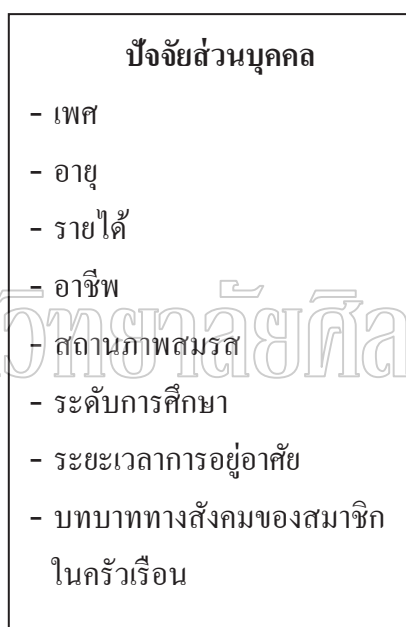 ปัจจัยส่วนบุคคล
- เพศ
- อายุ
- รายได้
- อาชีพ
- สถานภาพสมรส
- ระดับการศึกษา
- ระยะเวลาการอยู่อาศัย
- บทบาททางสังคมของสมาชิก
ในครัวเรือน